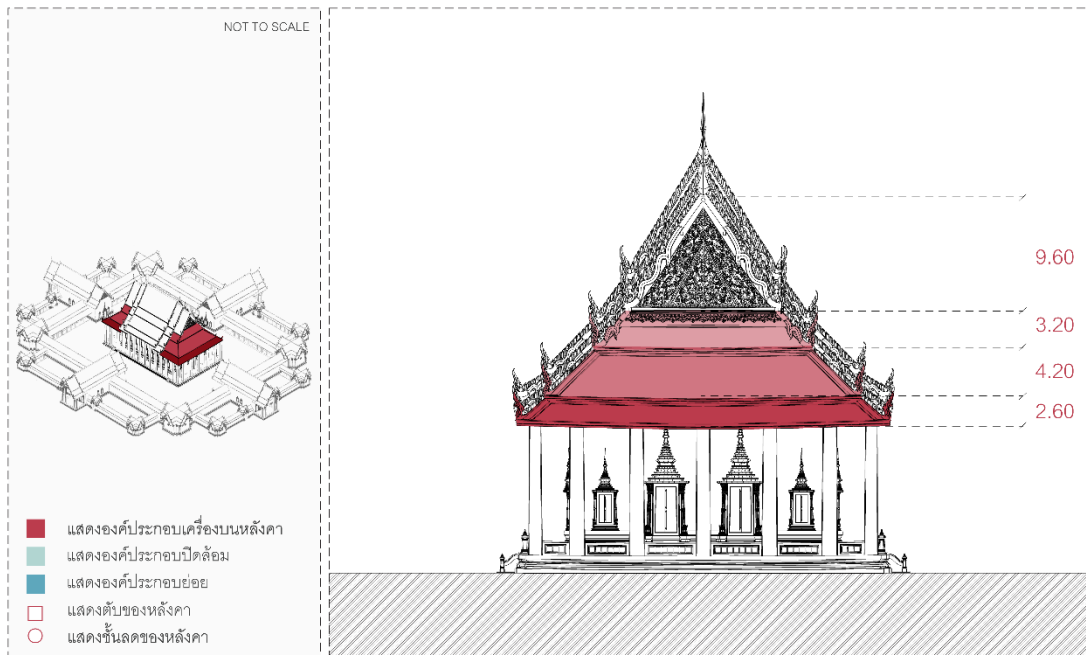 NOT TO SCALE
9.60
3.20
4.20
2.60
แสดงองค์ประกอบเครื่องบนหลังคา
แสดงองค์ประกอบปิดล้อม
แสดงองค์ประกอบย่อย
แสดงตับของหลังคา
แสดงชั้นลดของหลังคา